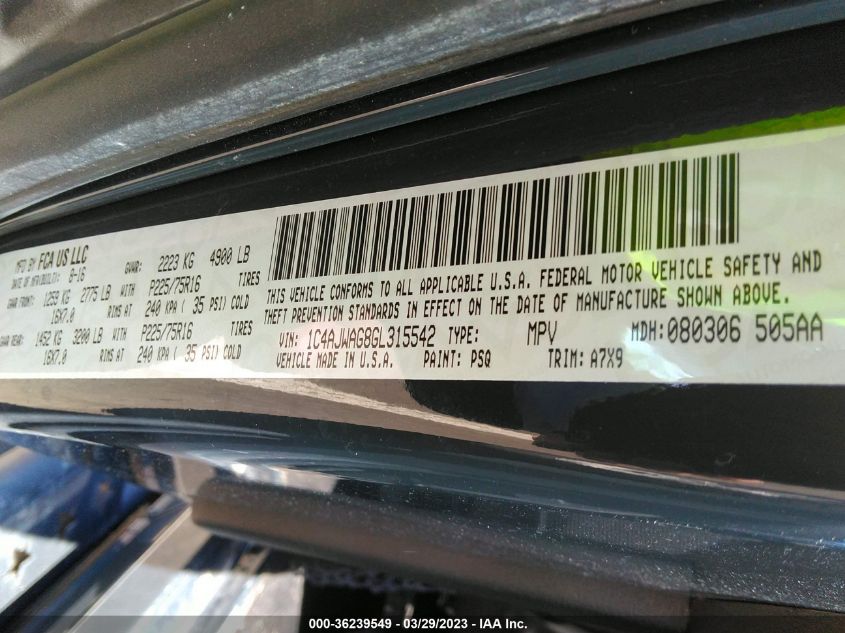 MFD BY FCA US LLC
DATE OF MFR(MDUIT): 8-16 GVWR: 2223 KG 4900 LB
GAWR FRONT: 1259 KG 2775 LB WITH P225/75R16 TIRES
16X7.0 RIMS AT 240 KPA ( 35 PSI) COLD
REAR: 1452 KG 3200 LB WITH P225/75R16 TIRES
16X7.0 RIMS AT 240 KPA ( 35 PSI) COLD
THIS VEHICLE CONFORMS TO ALL APPLICABLE U.S.A. FEDERAL MOTOR VEHICLE SAFETY AND
THEFT PREVENTION STANDARDS IN EFFECT ON THE DATE OF MANUFACTURE SHOWN ABOVE.
VIN: 1C4AJWAG8GL315542 TYPE: MPV MDH:080306 505AA
VEHICLE MADE IN U.S.A. PAINT: PSQ TRIM: A7X9
000-36239549 - 03/29/2023 - IAA Inc.